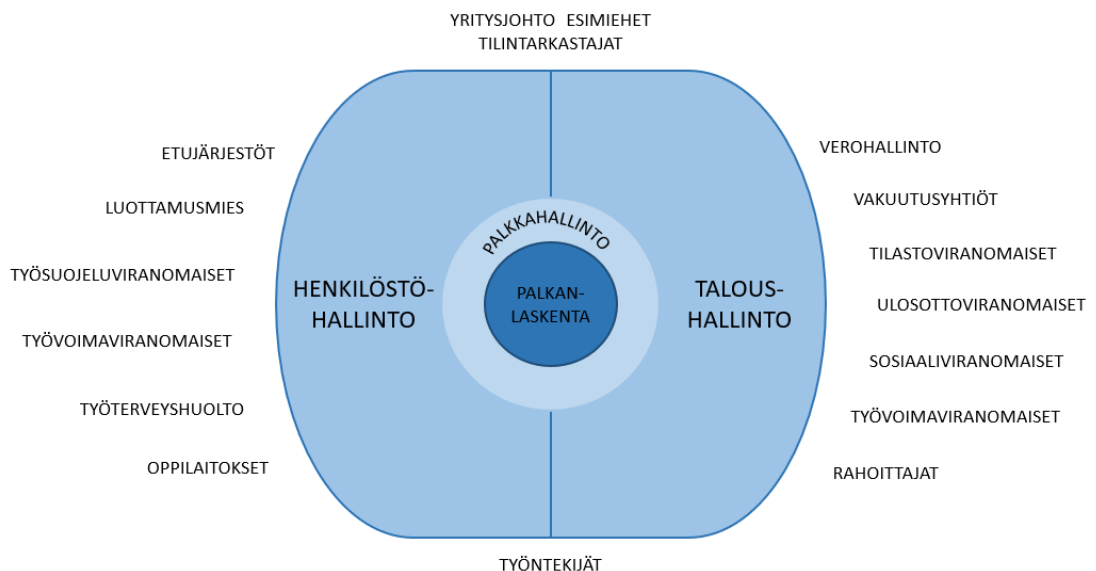 YRITYSJOHTO ESIMIEHET
TILINTARKASTAJAT
ETUJÄRJESTÖT
LUOTTAMUSMIES
TYÖSUOJELUVIRANOMAISET
TYÖVOIMAVIRANOMAISET
TYÖTERVEYSHUOLTO
OPPILAITOKSET
HENKILÖSTÖ-
HALLINTO
PALKKAHALLINTO
PALKAN-
LASKENTA
TALOUS-
HALLINTO
VEROHALLINTO
VAKUUTUSYHTIÖT
TILASTOVIRANOMAISET
ULOSOTTOVIRANOMAISET
SOSIAALIVIRANOMAISET
TYÖVOIMAVIRANOMAISET
RAHOITTAJAT
TYÖNTEKIJÄT